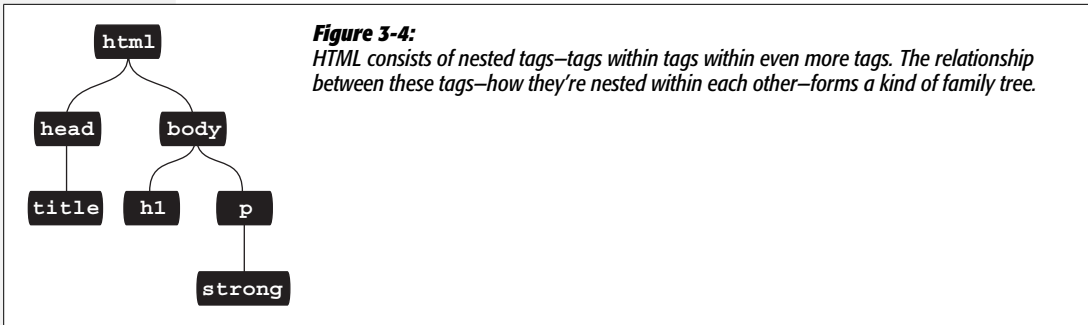 html
Figure 3-4:
HTML consists of nested tags—tags within tags within even more tags. The relationship
between these tags—how they're nested within each other—forms a kind of family tree.
head body
title h1 p
strong